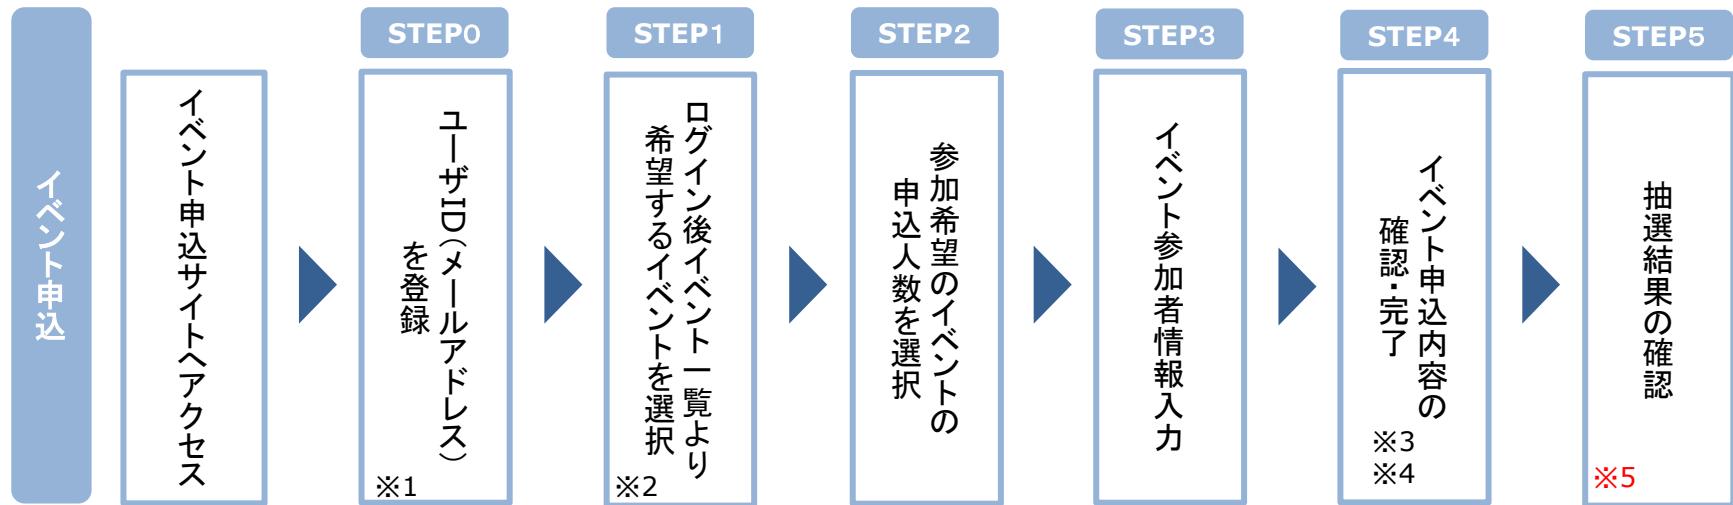 イベント申込
イベント申込サイトへアクセス
STEP0
ユーザID(メールアドレス)
を登録
※1
STEP1
ログイン後イベント一覧より
希望するイベントを選択
※2
STEP2
参加希望のイベントの
申込人数を選択
STEP3
イベント参加者情報入力
STEP4
イベント申込内容の
確認・完了
※3
※4
STEP5
抽選結果の確認
※5